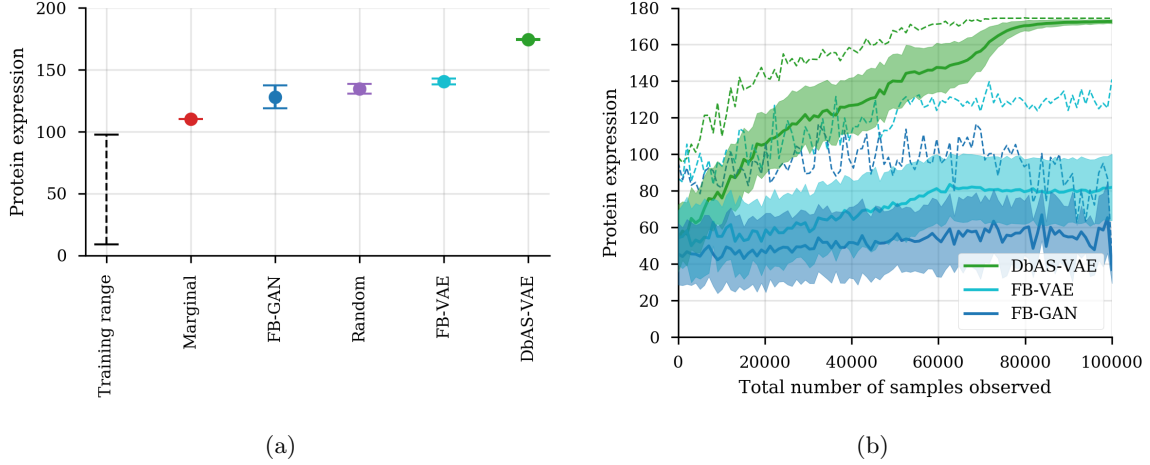 Protein expression
200
150
100
50
0
Training range
Marginal
FB-GAN
Random
FB-VAE
DbAS-VAE
(a)
Protein expression
180
160
140
120
100
80
60
40
20
0
0 20000 40000 60000 80000 100000
Total number of samples observed
DbAS-VAE
FB-VAE
FB-GAN
(b)